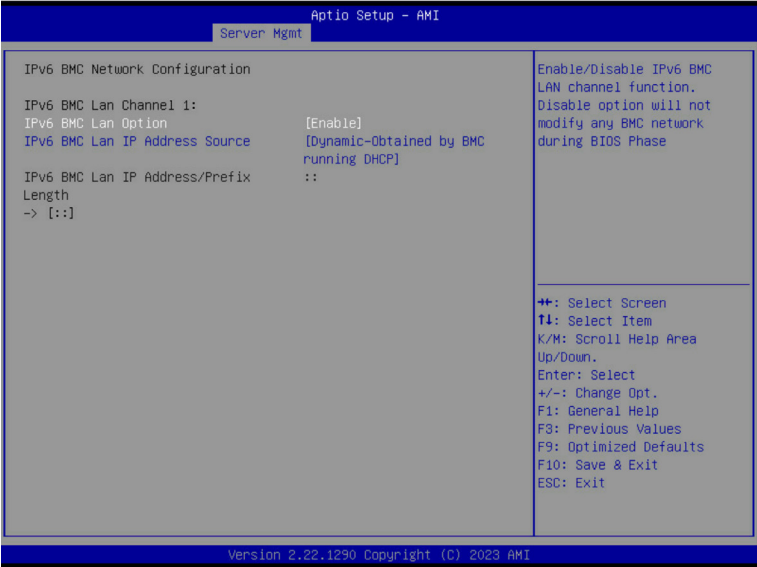 Aptio Setup – AMI
Server Mgmt
IPv6 BMC Network Configuration
IPv6 BMC Lan Channel 1:
IPv6 BMC Lan Option [Enable]
IPv6 BMC Lan IP Address Source [Dynamic-Obtained by BMC
running DHCP]
IPv6 BMC Lan IP Address/Prefix ::
Length
-> [::]
Enable/Disable IPv6 BMC
LAN channel function.
Disable option will not
modify any BMC network
during BIOS Phase
→←: Select Screen
↑↓: Select Item
K/M: Scroll Help Area
Up/Down.
Enter: Select
+/-: Change Opt.
F1: General Help
F3: Previous Values
F9: Optimized Defaults
F10: Save & Exit
ESC: Exit
Version 2.22.1290 Copyright (C) 2023 AMI